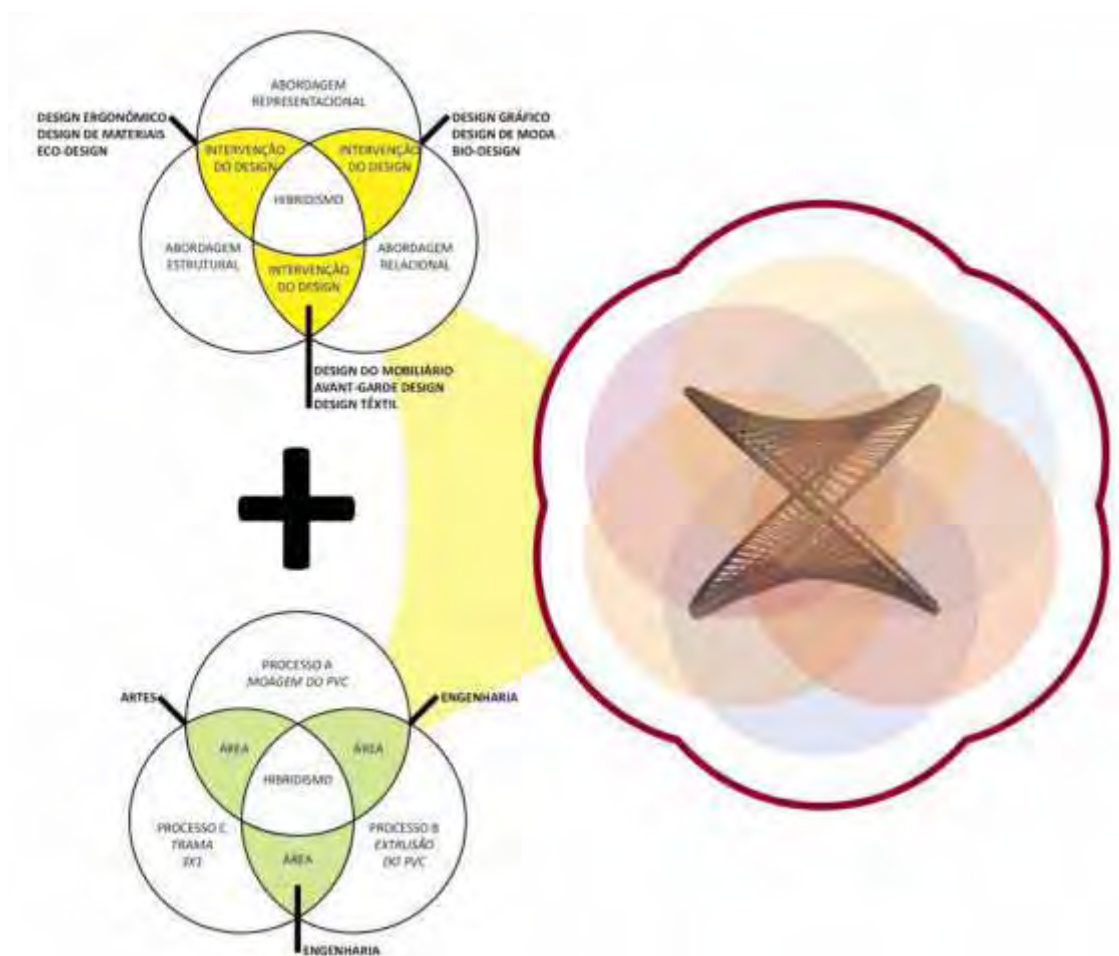 ABORDAGEM
REPRESENTACIONAL
DESIGN ERGONÔMICO
DESIGN DE MATERIAIS
ECO-DESIGN
DESIGN GRÁFICO
DESIGN DE MODA
BIO-DESIGN
INTERVENÇÃO
DO DESIGN
INTERVENÇÃO
DO DESIGN
HIBRIDISMO
ABORDAGEM
ESTRUTURAL
ABORDAGEM
RELACIONAL
INTERVENÇÃO
DO DESIGN
DESIGN DO MOBILIÁRIO
AVANT-GARDE DESIGN
DESIGN TÊXTIL
PROCESSO A
MOAGEM DO PVC
ARTES
ENGENHARIA
ÁREA
ÁREA
HIBRIDISMO
PROCESSO C
TRAMA
3X1
PROCESSO B
EXTRUSÃO
DO PVC
ÁREA
ENGENHARIA